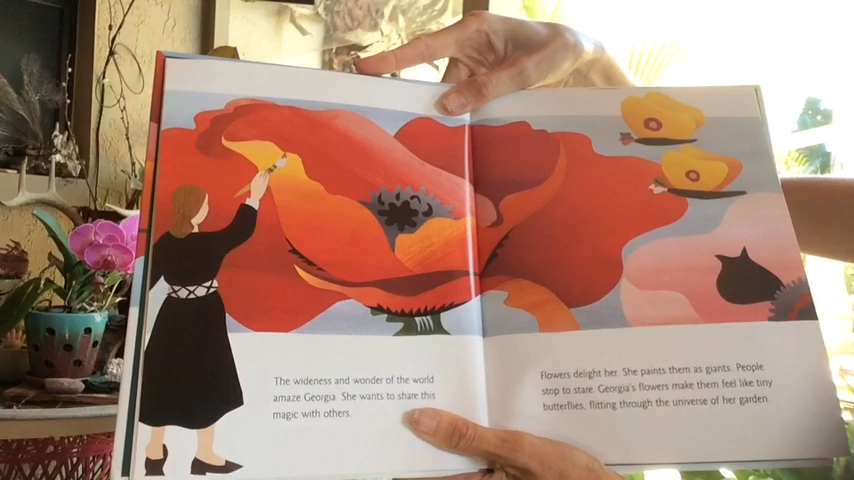 The wideness and wonder of the world
amaze Georgia. She wants to share this
magic with others.
Flowers delight her. She paints them as giants. People
stop to stare. Georgia's flowers make them feel like tiny
butterflies, flitting through the universe of her garden.